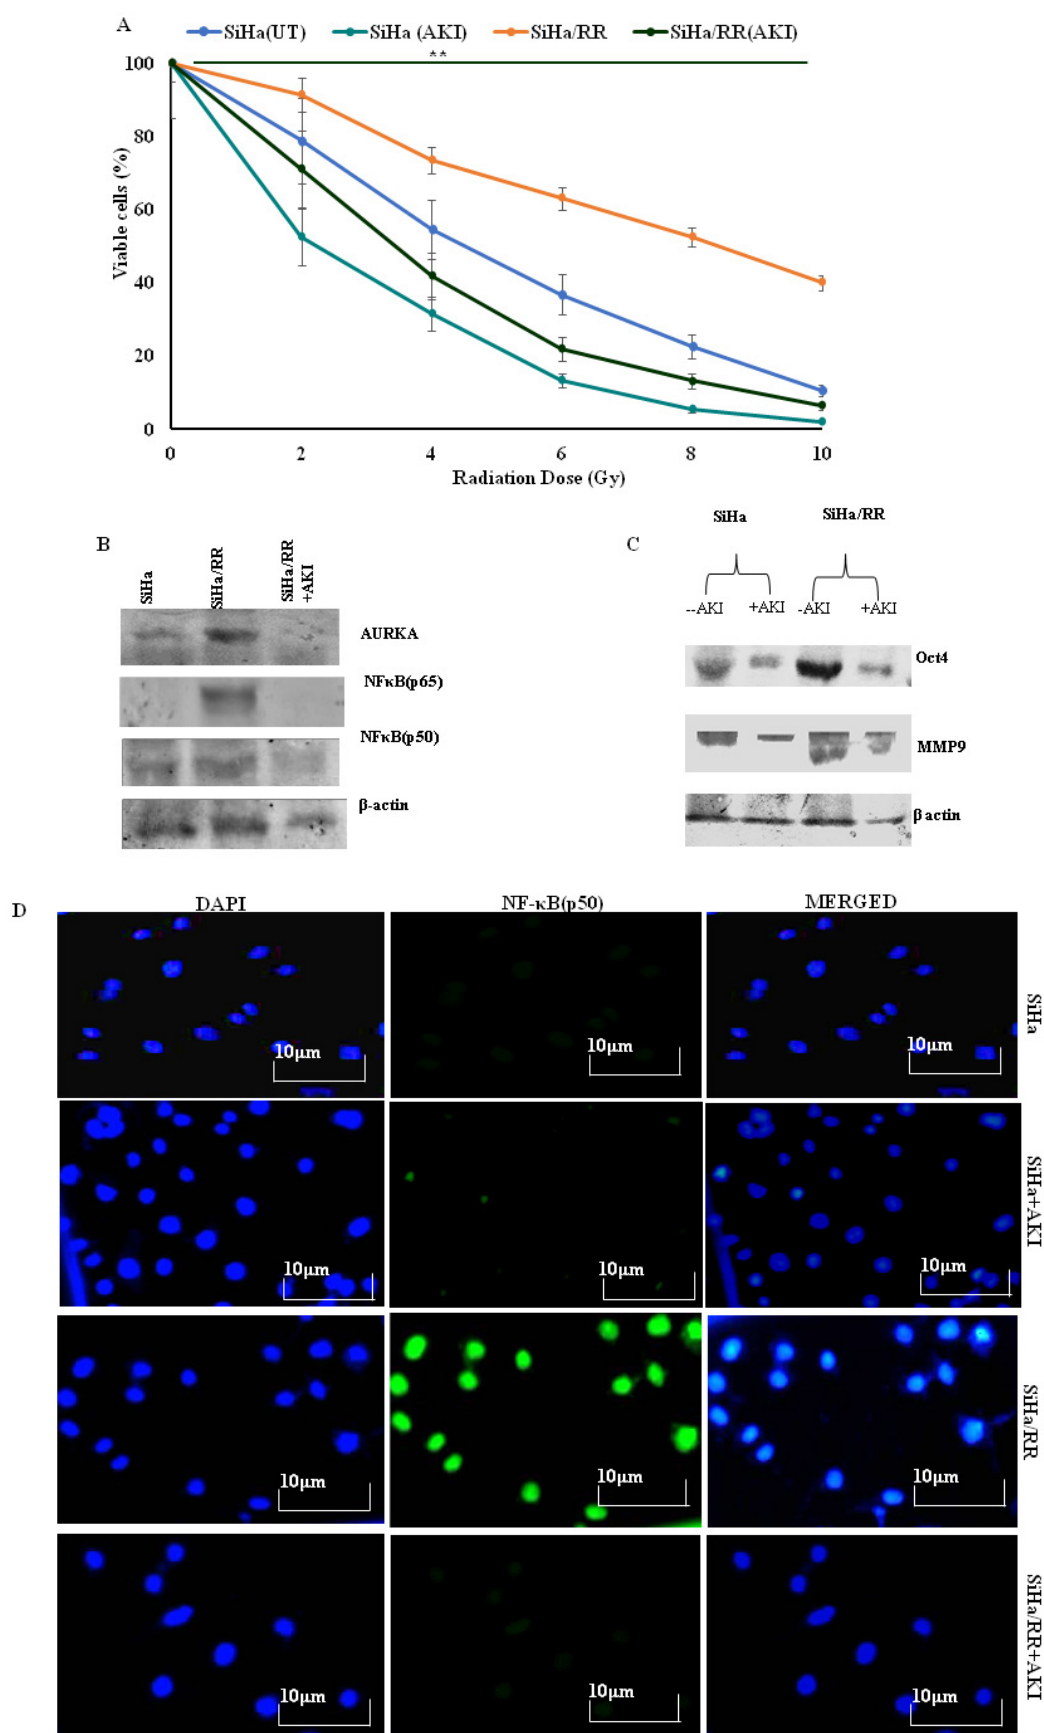 A
SiHa(UT) SiHa (AKI) SiHa/RR SiHa/RR(AKI)
**
100
80
60
40
20
0
Viable cells (%)
0 2 4 6 8 10
Radiation Dose (Gy)
B
SiHa
SiHa/RR
SiHa/RR
+AKI
AURKA
NFκB(p65)
NFκB(p50)
β-actin
C
SiHa SiHa/RR
--AKI +AKI -AKI +AKI
Oct4
MMP9
β actin
D
DAPI NF-κB(p50) MERGED
10μm 10μm 10μm
SiHa
10μm 10μm 10μm
SiHa+AKI
10μm 10μm 10μm
SiHa/RR
10μm 10μm 10μm
SiHa/RR+AKI